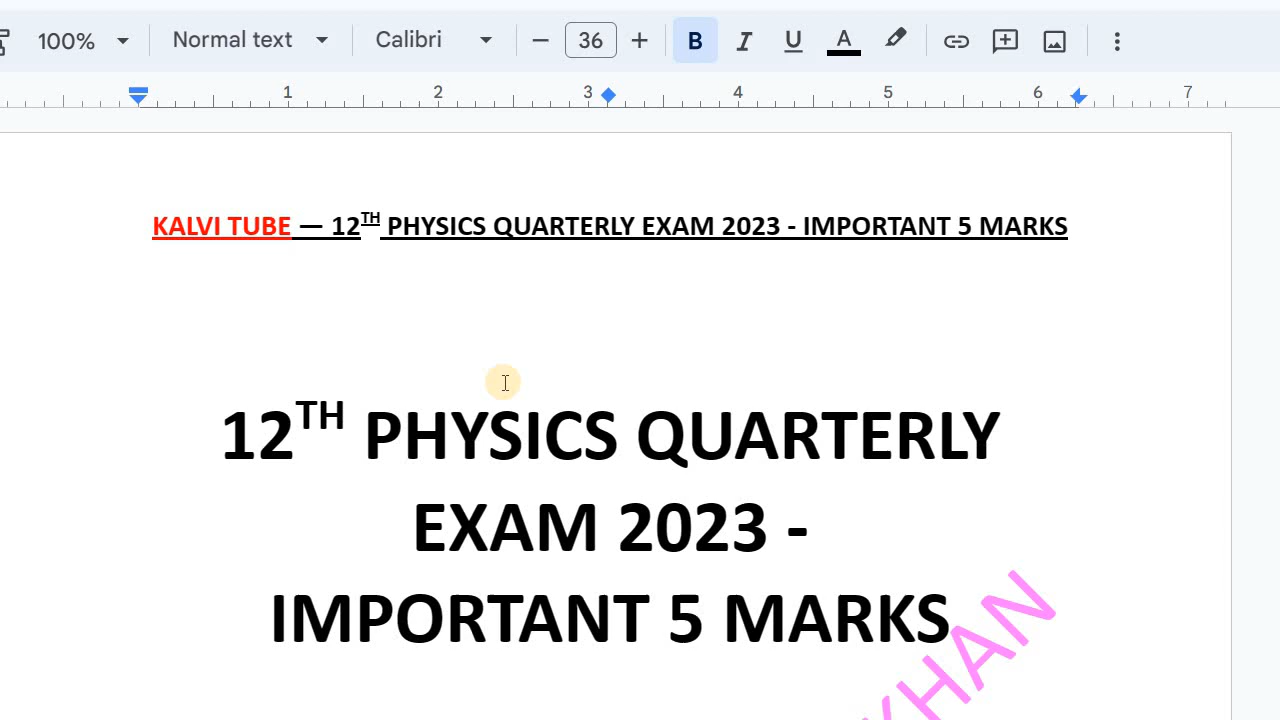 100% Normal text Calibri 36 B I U A
1 2 3 4 5 6 7
KALVI TUBE — 12TH PHYSICS QUARTERLY EXAM 2023 - IMPORTANT 5 MARKS
12TH PHYSICS QUARTERLY
EXAM 2023 -
IMPORTANT 5 MARKS
KHAN